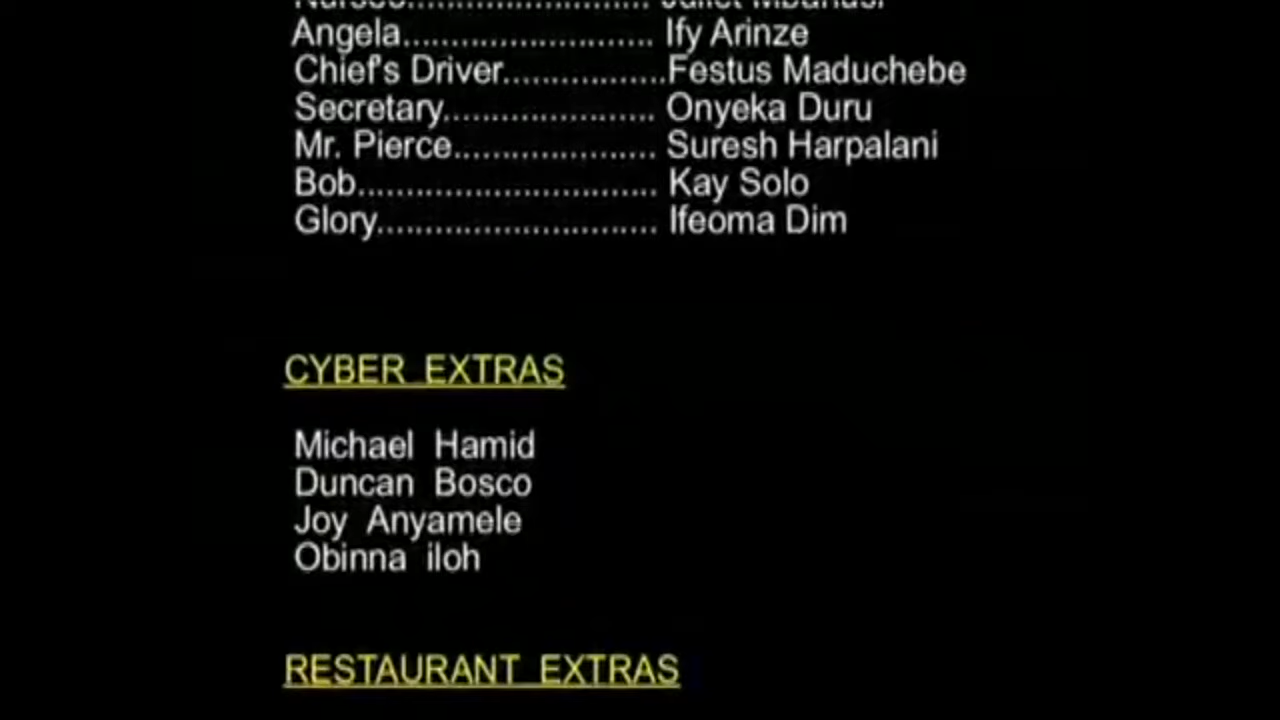 Angela.......................... Ify Arinze
Chief's Driver.................Festus Maduchebe
Secretary...................... Onyeka Duru
Mr. Pierce..................... Suresh Harpalani
Bob............................... Kay Solo
Glory............................. Ifeoma Dim
CYBER EXTRAS
Michael Hamid
Duncan Bosco
Joy Anyamele
Obinna iloh
RESTAURANT EXTRAS